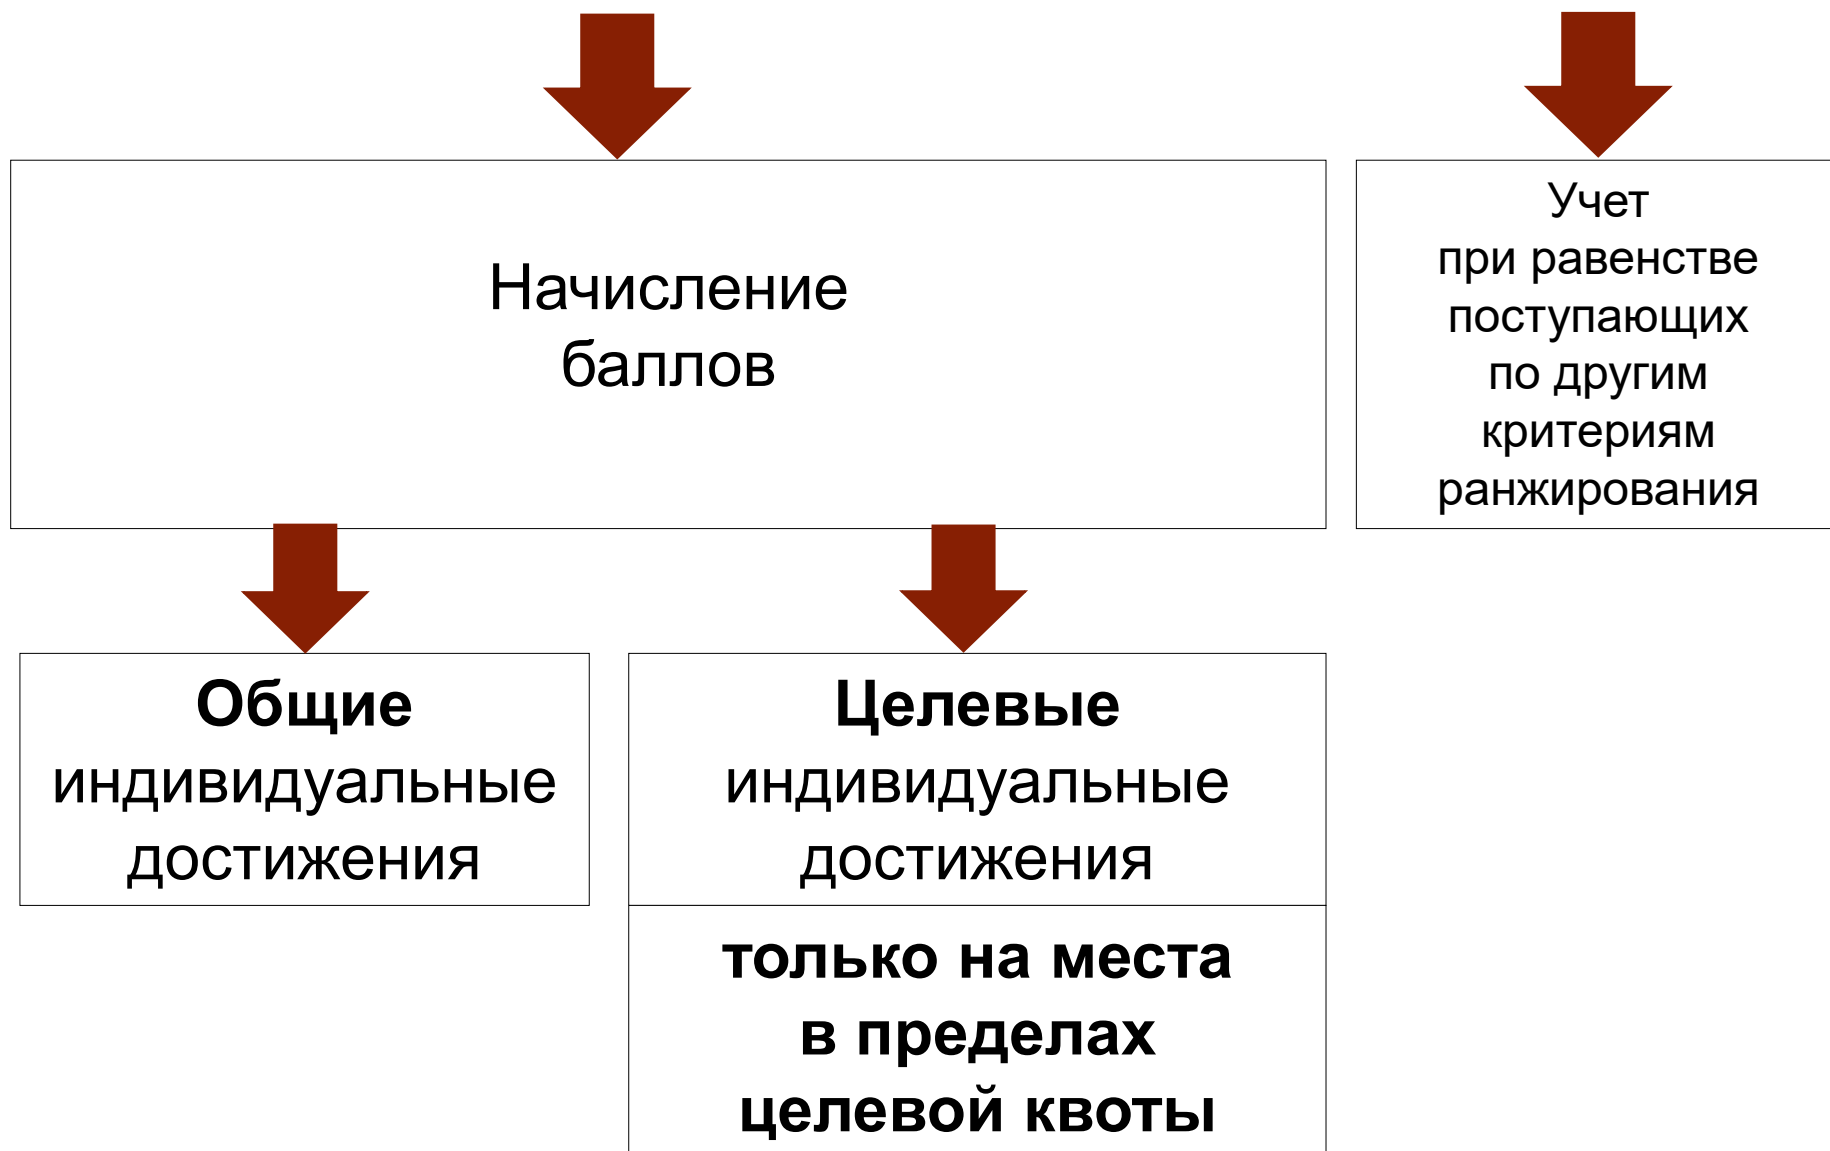 Начисление
баллов
Учет
при равенстве
поступающих
по другим
критериям
ранжирования
Общие
индивидуальные
достижения
Целевые
индивидуальные
достижения
только на места
в пределах
целевой квоты